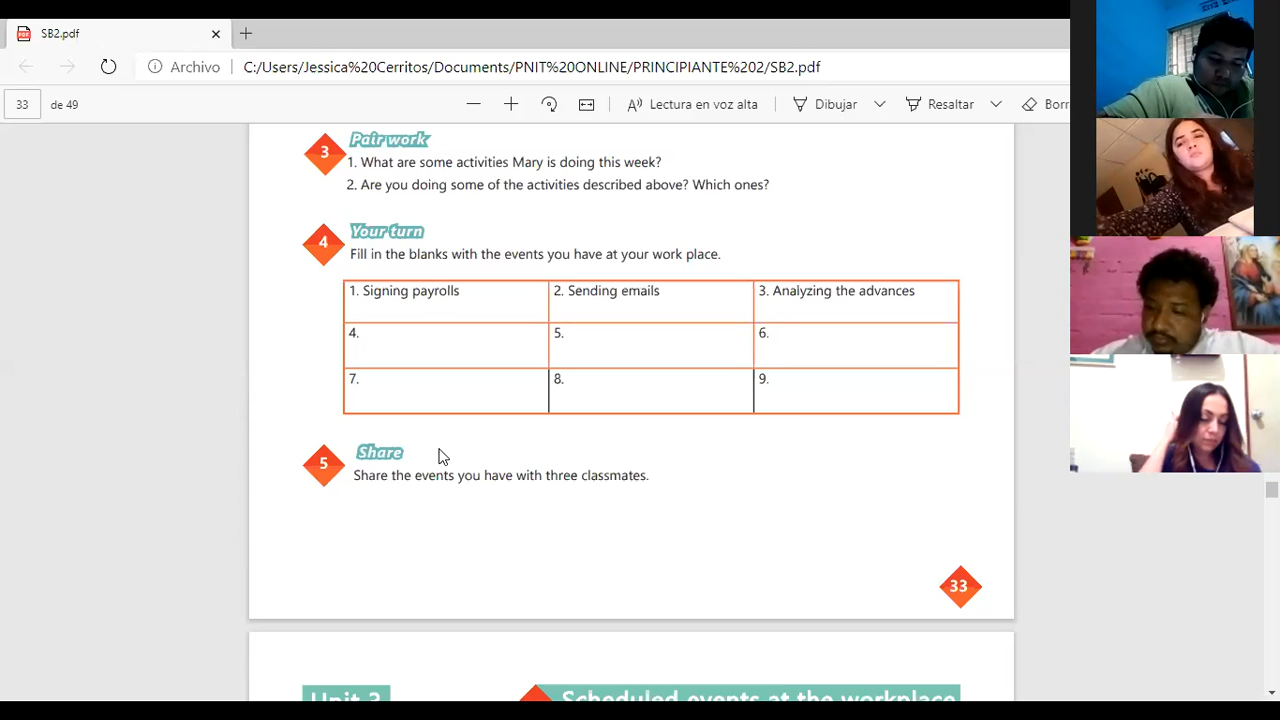 SB2.pdf
Archivo C:/Users/Jessica%20Cerritos/Documents/PNIT%20ONLINE/PRINCIPIANTE%202/SB2.pdf
33 de 49 Lectura en voz alta Dibujar Resaltar Borr
3 Pair work
1. What are some activities Mary is doing this week?
2. Are you doing some of the activities described above? Which ones?
4 Your turn
Fill in the blanks with the events you have at your work place.
1. Signing payrolls 2. Sending emails 3. Analyzing the advances
4. 5. 6.
7. 8. 9.
5 Share
Share the events you have with three classmates.
33
Unit 3 Scheduled events at the workplace